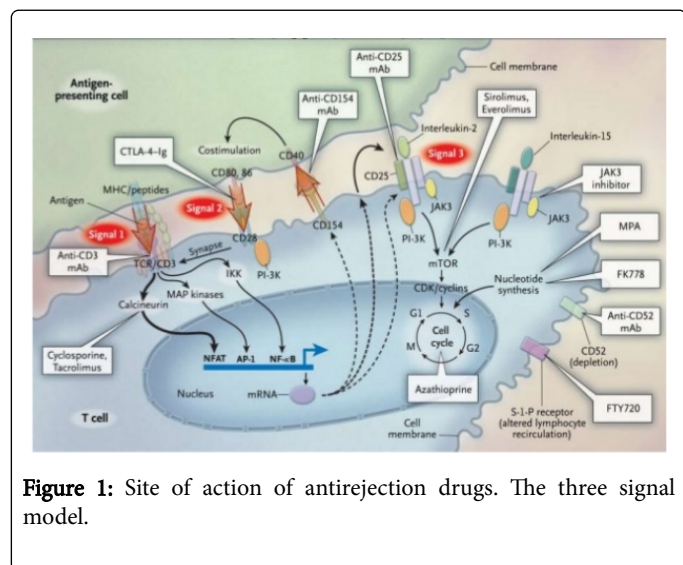 Antigen-
presenting cell
Anti-CD25
mAb
Cell membrane
Anti-CD154
mAb
Sirolimus,
Everolimus
Interleukin-2
Interleukin-15
CTLA-4–Ig
Costimulation
CD40
CD80, 86
Signal 3
CD25
JAK3
inhibitor
MHC/peptides
Antigen
Signal 2
JAK3
JAK3
Signal 1
CD28
CD154
PI-3K
PI-3K
MPA
Anti-CD3
mAb
TCR/CD3
Synapse
IKK
PI-3K
mTOR
Nucleotide
synthesis
FK778
MAP kinases
Calcineurin
CDK/cyclins
G1
S
Anti-CD52
mAb
Cell
cycle
CD52
(depletion)
Cyclosporine,
Tacrolimus
NFAT
AP-1
NF-κB
M
G2
Nucleus
mRNA
Azathioprine
T cell
Cell
membrane
S-1-P receptor
(altered lymphocyte
recirculation)
FTY720
Figure 1: Site of action of antirejection drugs. The three signal
model.